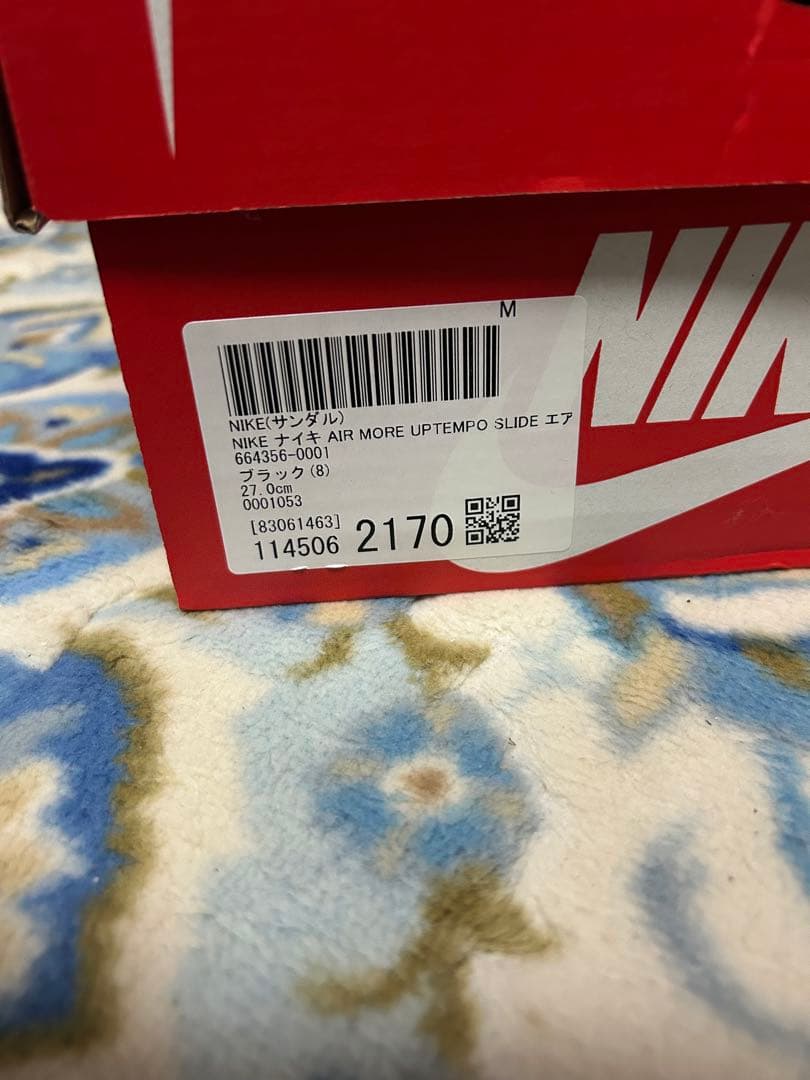 M
NIKE(サンダル)
NIKE ナイキ AIR MORE UPTEMPO SLIDE エア
664356-0001
ブラック(8)
27.0cm
0001053
[83061463]
114506 2170